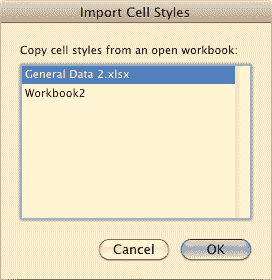 Import Cell Styles
Copy cell styles from an open workbook:
General Data 2.xlsx
Workbook2
Cancel
OK